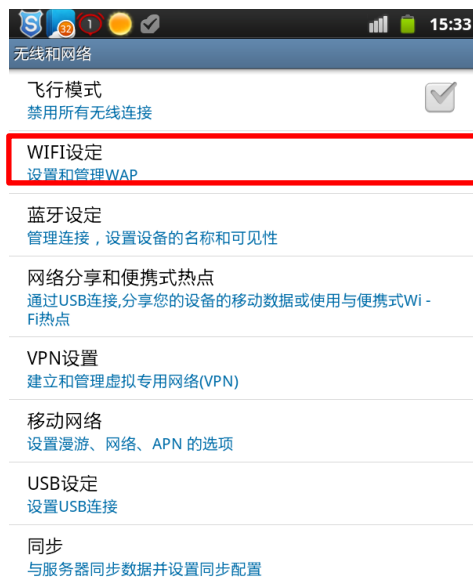 S 32 1 15:33
无线和网络
飞行模式
禁用所有无线连接
WIFI设定
设置和管理WAP
蓝牙设定
管理连接，设置设备的名称和可见性
网络分享和便携式热点
通过USB连接,分享您的设备的移动数据或使用与便携式Wi -
Fi热点
VPN设置
建立和管理虚拟专用网络(VPN)
移动网络
设置漫游、网络、APN 的选项
USB设定
设置USB连接
同步
与服务器同步数据并设置同步配置